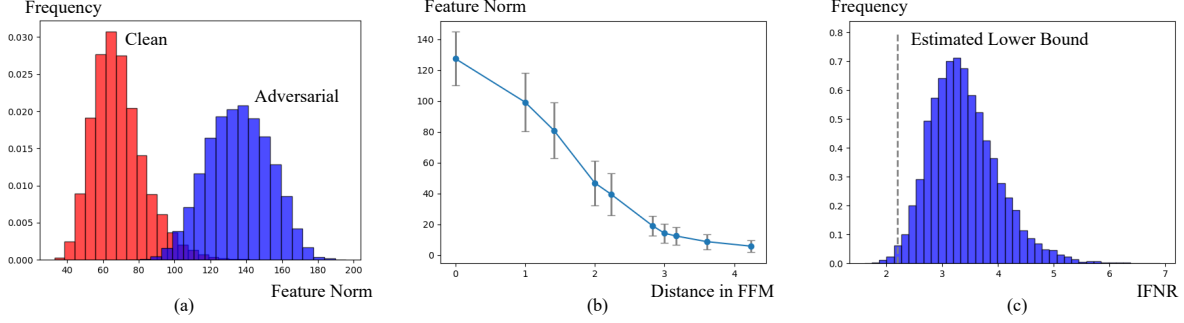 Frequency
Clean
Adversarial
0.030
0.025
0.020
0.015
0.010
0.005
0.000
40 60 80 100 120 140 160 180 200
Feature Norm
(a)
Feature Norm
140
120
100
80
60
40
20
0
0 1 2 3 4
Distance in FFM
(b)
Frequency
Estimated Lower Bound
0.8
0.7
0.6
0.5
0.4
0.3
0.2
0.1
0.0
2 3 4 5 6 7
IFNR
(c)